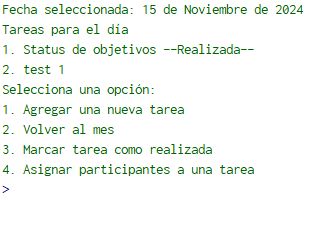 Fecha seleccionada: 15 de Noviembre de 2024
Tareas para el día
1. Status de objetivos --Realizada--
2. test 1
Selecciona una opción:
1. Agregar una nueva tarea
2. Volver al mes
3. Marcar tarea como realizada
4. Asignar participantes a una tarea
>